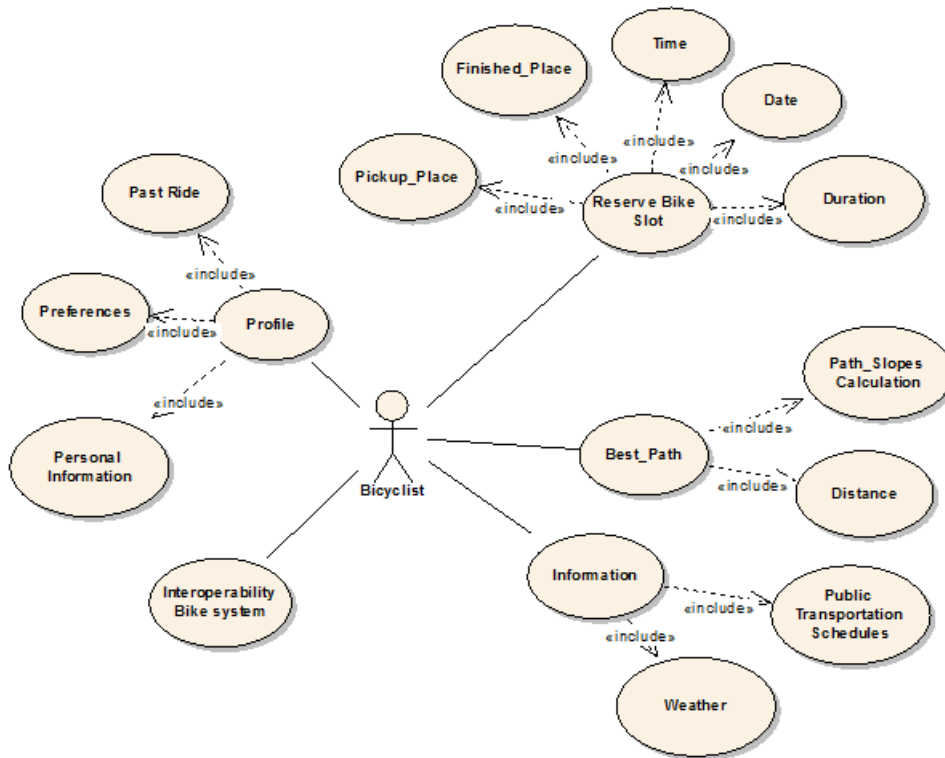 Time
Finished_Place
Date
«include»
«include»
«include»
Pickup_Place
«include»
Reserve Bike
Slot
«include»
Duration
Past Ride
«include»
Preferences
«include»
Profile
«include»
Personal
Information
Path_Slopes
Calculation
«include»
Best_Path
«include»
Distance
Bicyclist
Interoperability
Bike system
Information
«include»
Public
Transportation
Schedules
«include»
Weather